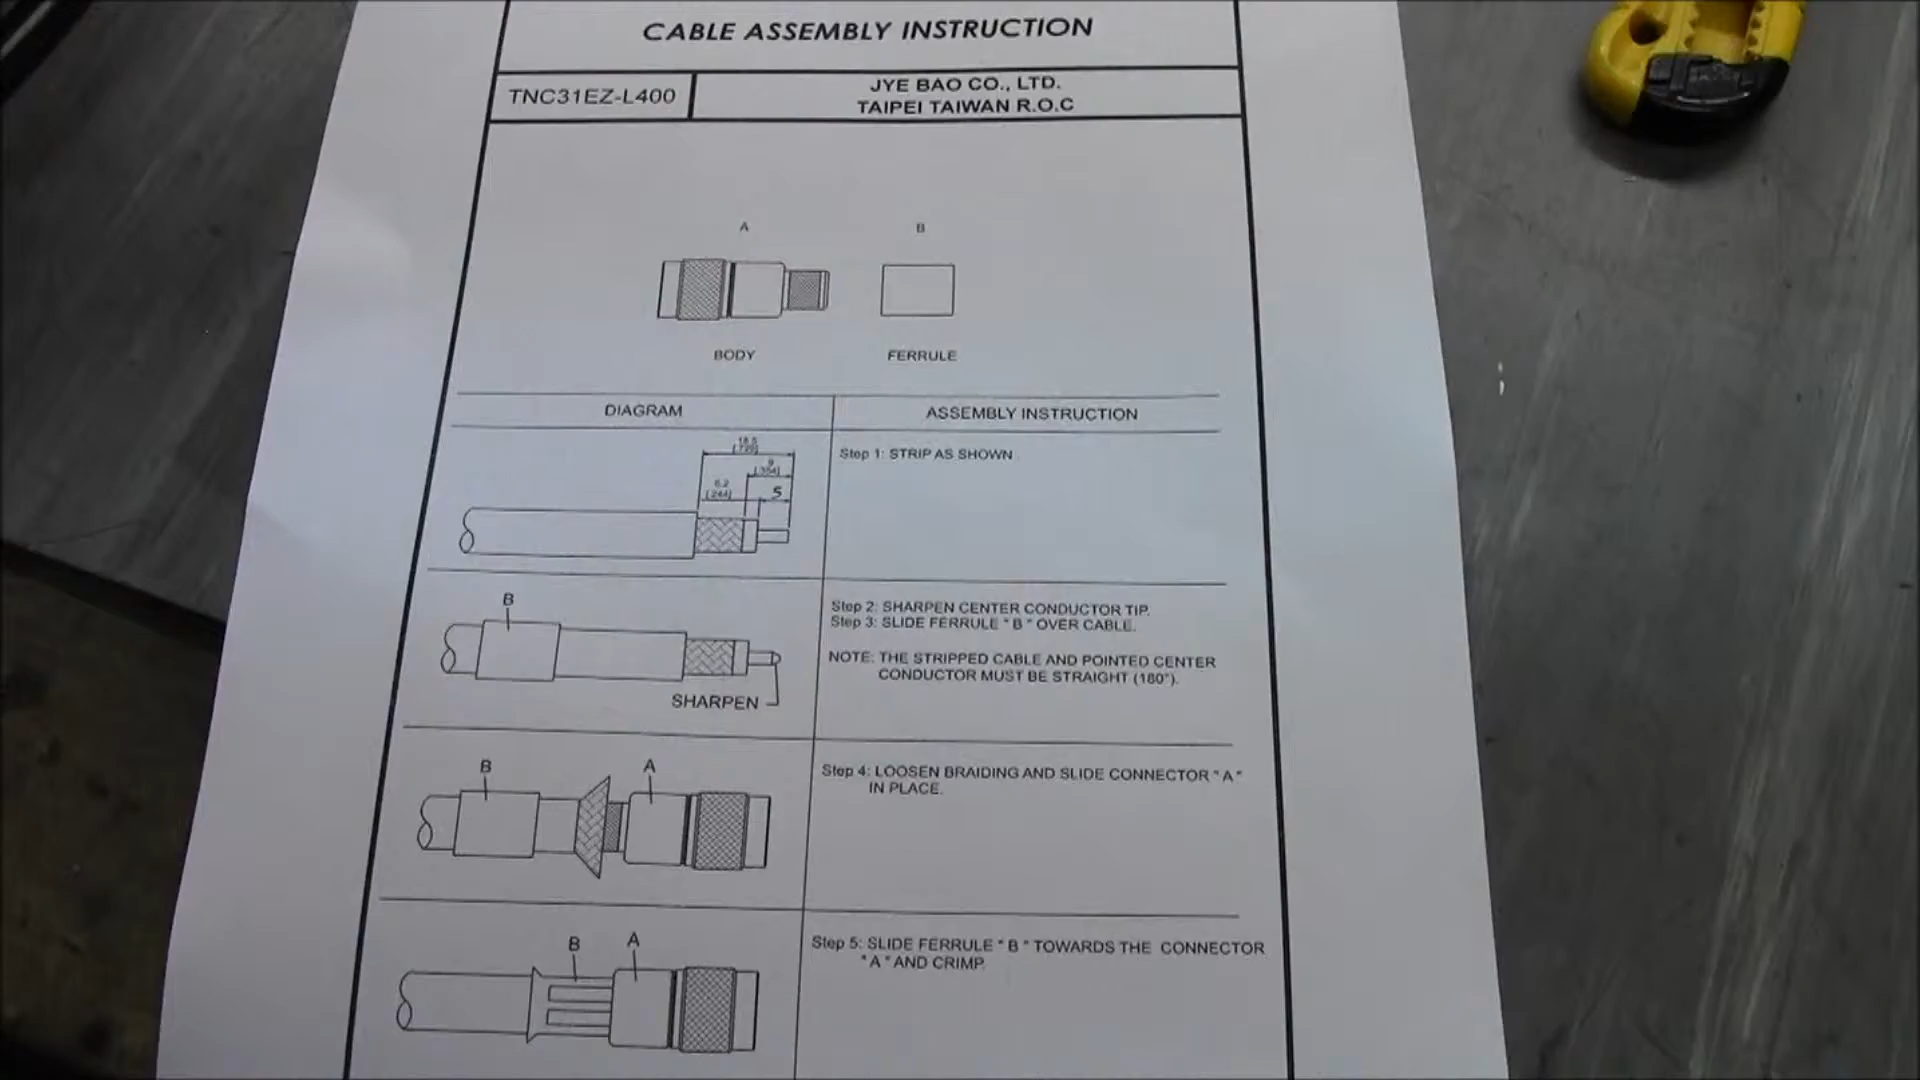 CABLE ASSEMBLY INSTRUCTION
TNC31EZ-L400
JYE BAO CO., LTD.
TAIPEI TAIWAN R.O.C
A
B
BODY
FERRULE
DIAGRAM
ASSEMBLY INSTRUCTION
5
Step 1: STRIP AS SHOWN
B
SHARPEN
Step 2: SHARPEN CENTER CONDUCTOR TIP.
Step 3: SLIDE FERRULE "B" OVER CABLE.
NOTE: THE STRIPPED CABLE AND POINTED CENTER
CONDUCTOR MUST BE STRAIGHT (180°).
B
A
Step 4: LOOSEN BRAIDING AND SLIDE CONNECTOR "A"
IN PLACE.
B
A
Step 5: SLIDE FERRULE "B" TOWARDS THE CONNECTOR
"A" AND CRIMP.